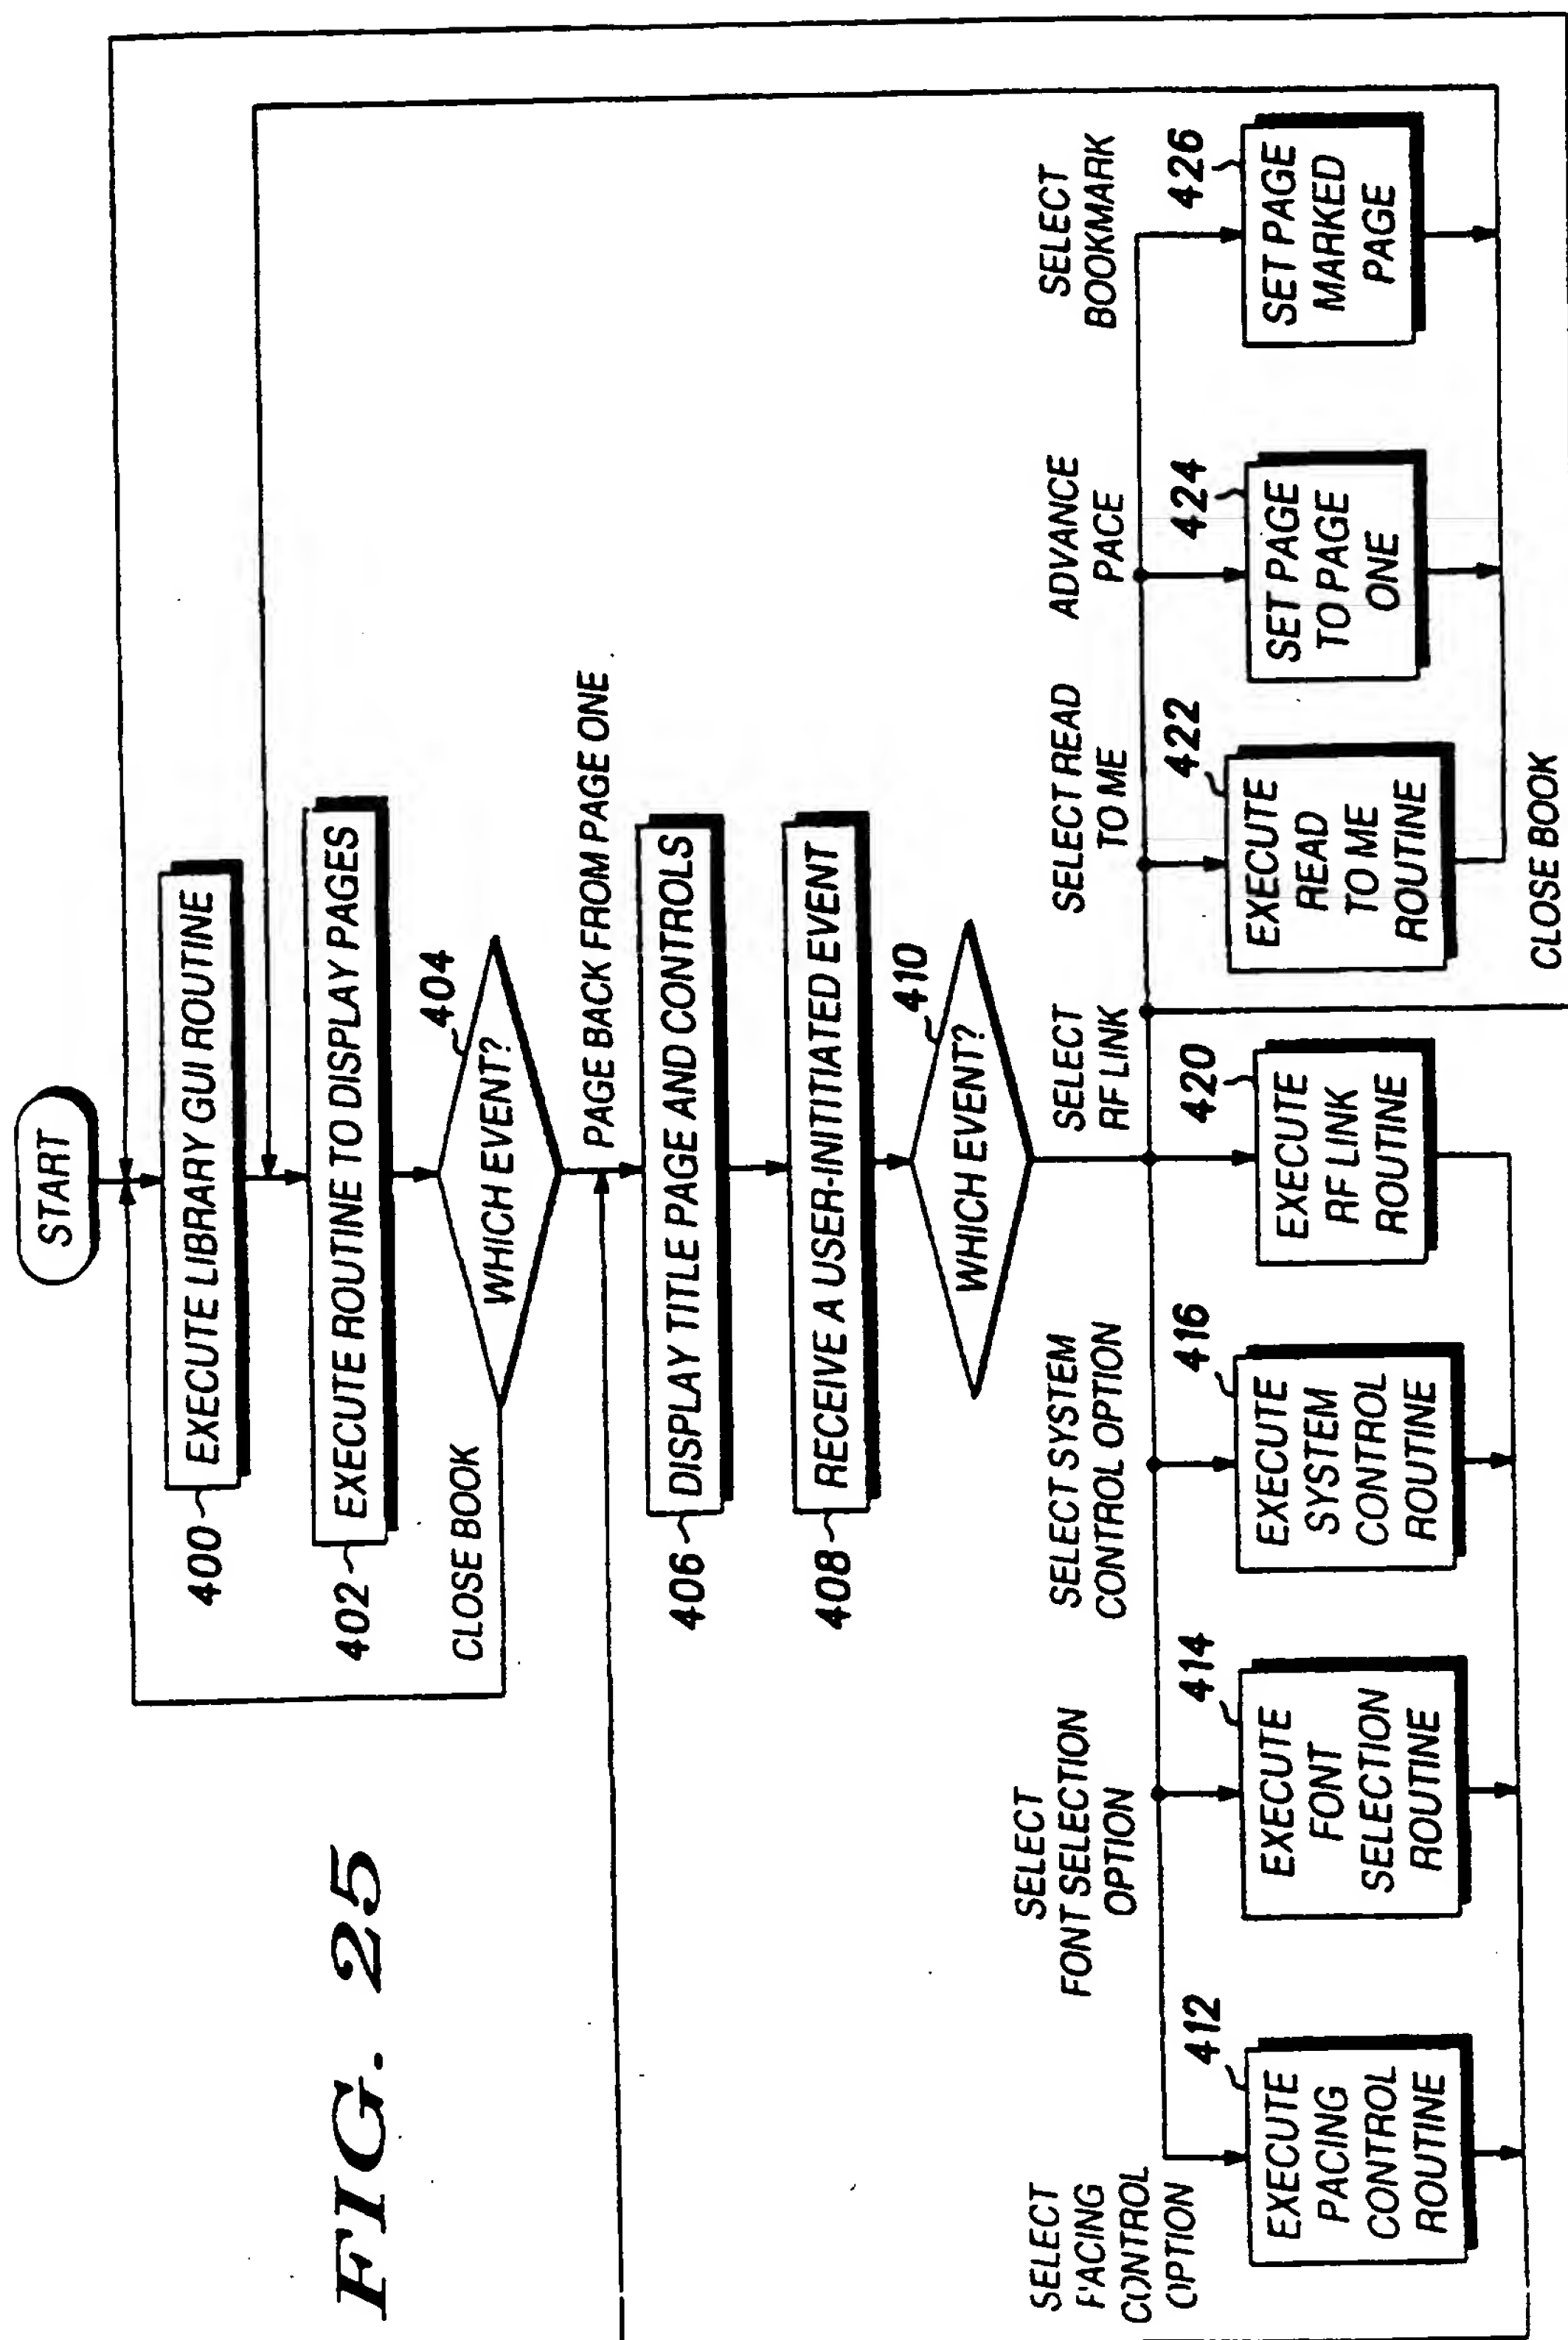 FIG. 25
START
400
EXECUTE LIBRARY GUI ROUTINE
402
EXECUTE ROUTINE TO DISPLAY PAGES
404
WHICH EVENT?
CLOSE BOOK
PAGE BACK FROM PAGE ONE
406
DISPLAY TITLE PAGE AND CONTROLS
408
RECEIVE A USER-INITIATED EVENT
410
WHICH EVENT?
SELECT
PACING
CONTROL
OPTION
412
EXECUTE
PACING
CONTROL
ROUTINE
SELECT
FONT SELECTION
OPTION
414
EXECUTE
FONT
SELECTION
ROUTINE
SELECT SYSTEM
CONTROL OPTION
416
EXECUTE
SYSTEM
CONTROL
ROUTINE
SELECT
RF LINK
420
EXECUTE
RF LINK
ROUTINE
SELECT READ
TO ME
422
EXECUTE
READ
TO ME
ROUTINE
ADVANCE
PACE
424
SET PAGE
TO PAGE
ONE
SELECT
BOOKMARK
426
SET PAGE
MARKED
PAGE
CLOSE BOOK